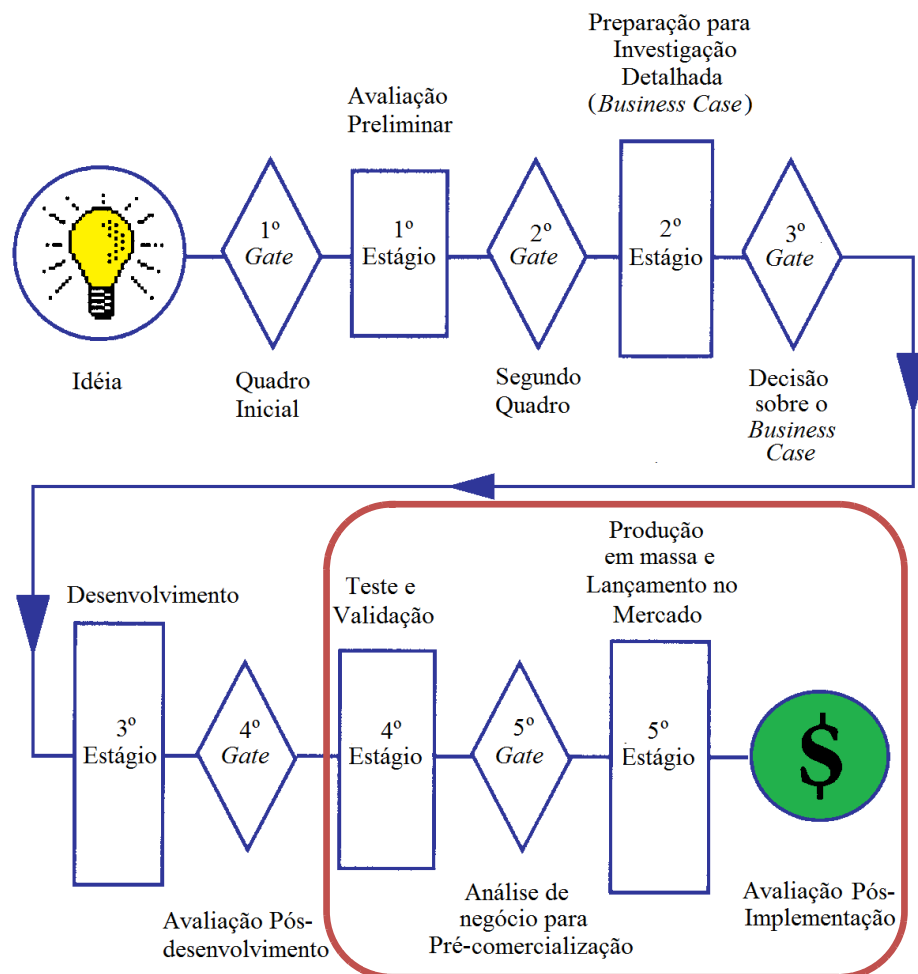 Preparação para
Investigação
Detalhada
(Business Case)
Avaliação
Preliminar
1º
Gate
1º
Estágio
2º
Gate
2º
Estágio
3º
Gate
Idéia
Quadro
Inicial
Segundo
Quadro
Decisão
sobre o
Business
Case
Desenvolvimento
Teste e
Validação
Produção
em massa e
Lançamento no
Mercado
3º
Estágio
4º
Gate
4º
Estágio
5º
Gate
5º
Estágio
$
Avaliação Pós-
desenvolvimento
Análise de
negócio para
Pré-comercialização
Avaliação Pós-
Implementação